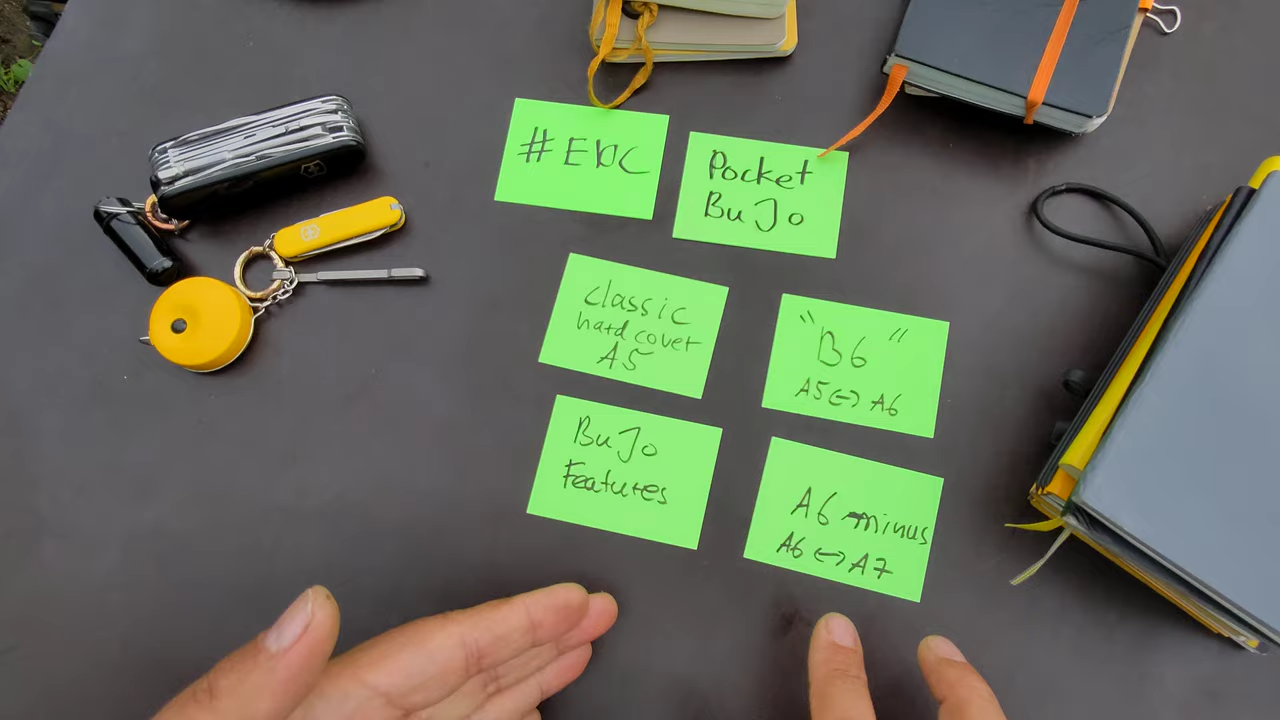 #EDC
Pocket
BuJo
classic
hard cover
A5
"B6"
A5<->A6
BuJo
Features
A6 minus
A6<->A7